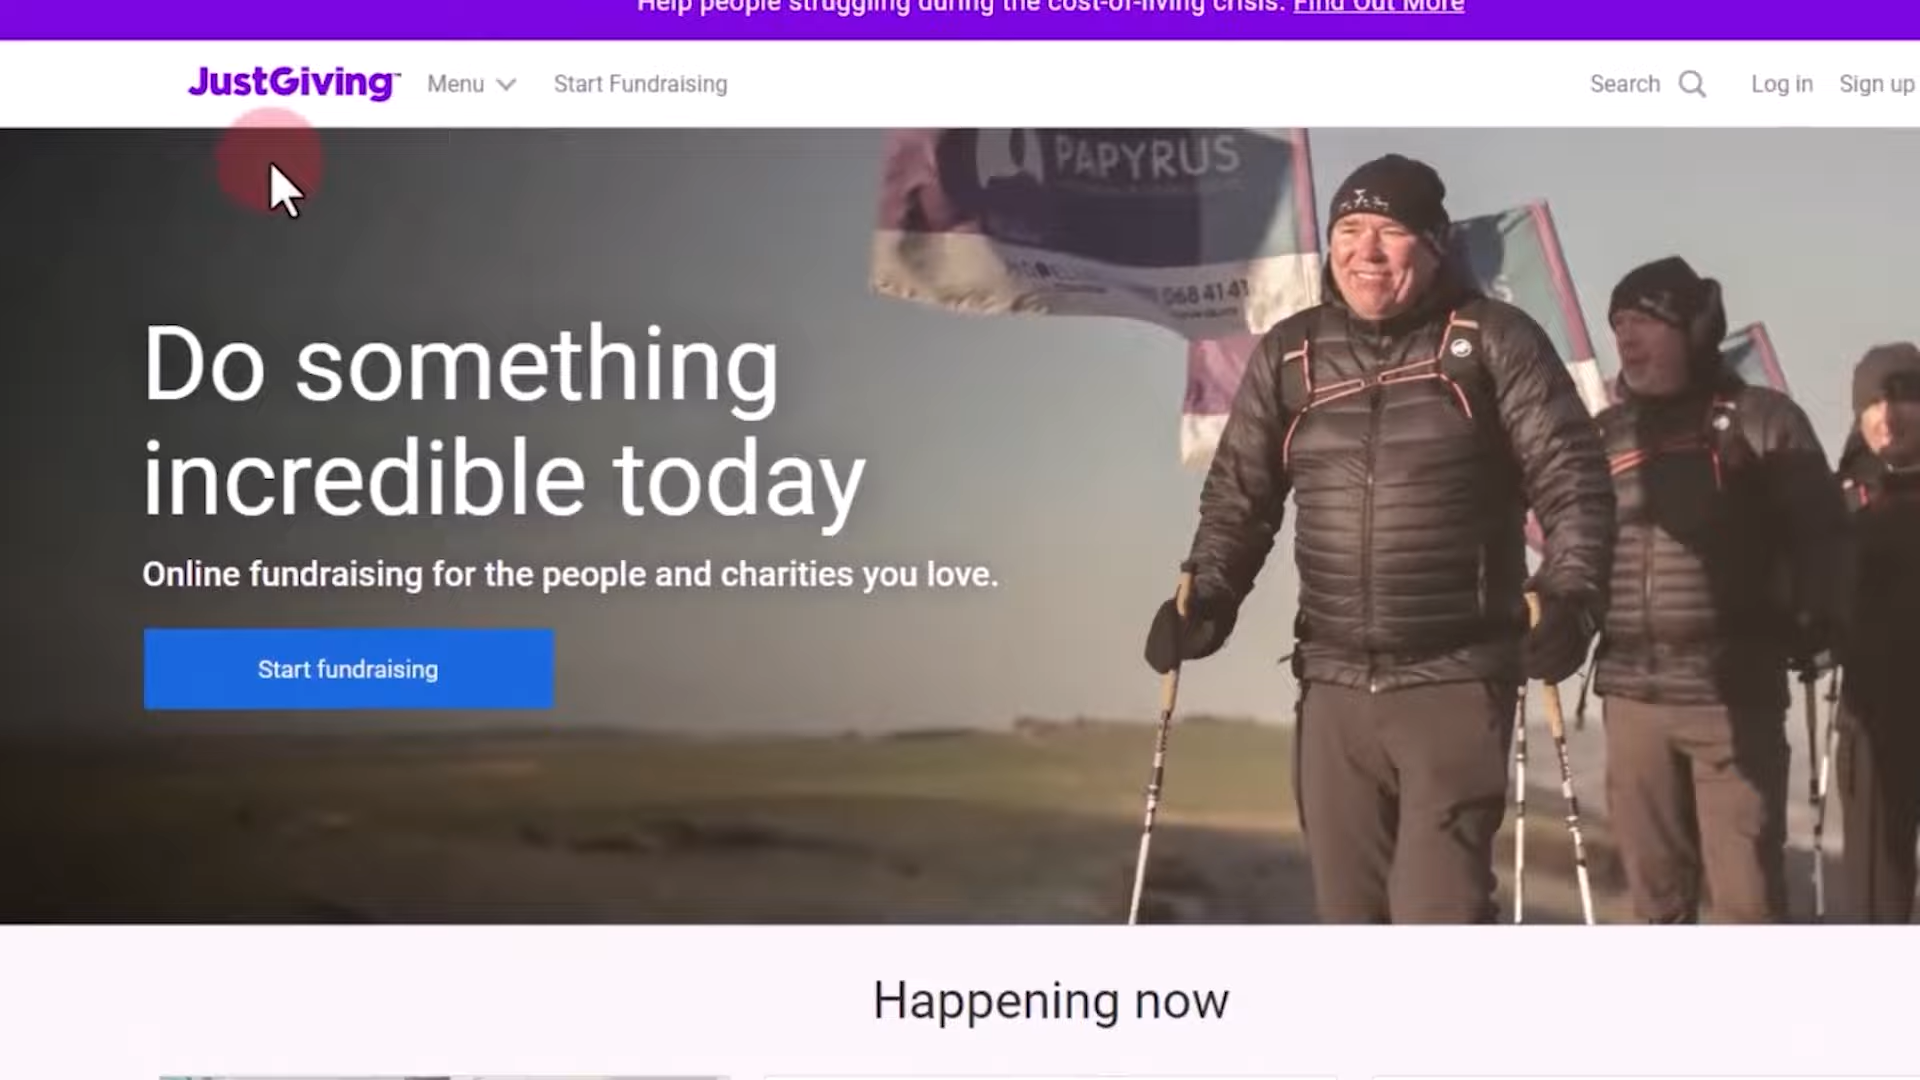 Help people struggling during the cost-of-living crisis. Find Out More
JustGiving™
Menu
Start Fundraising
Search
Log in
Sign up
PAPYRUS
068 41 41
Do something
incredible today
Online fundraising for the people and charities you love.
Start fundraising
Happening now